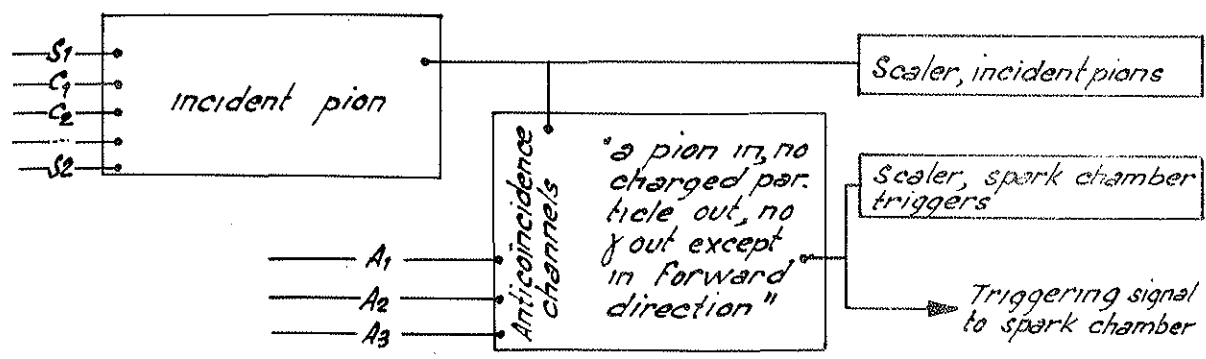 S1
C1
C2
...
S2
incident pion
Scaler, incident pions
Anticoincidence
channels
"a pion in, no
charged par.
ticle out, no
γ out except
in forward
direction"
A1
A2
A3
Scaler, spark chamber
triggers
Triggering signal
to spark chamber